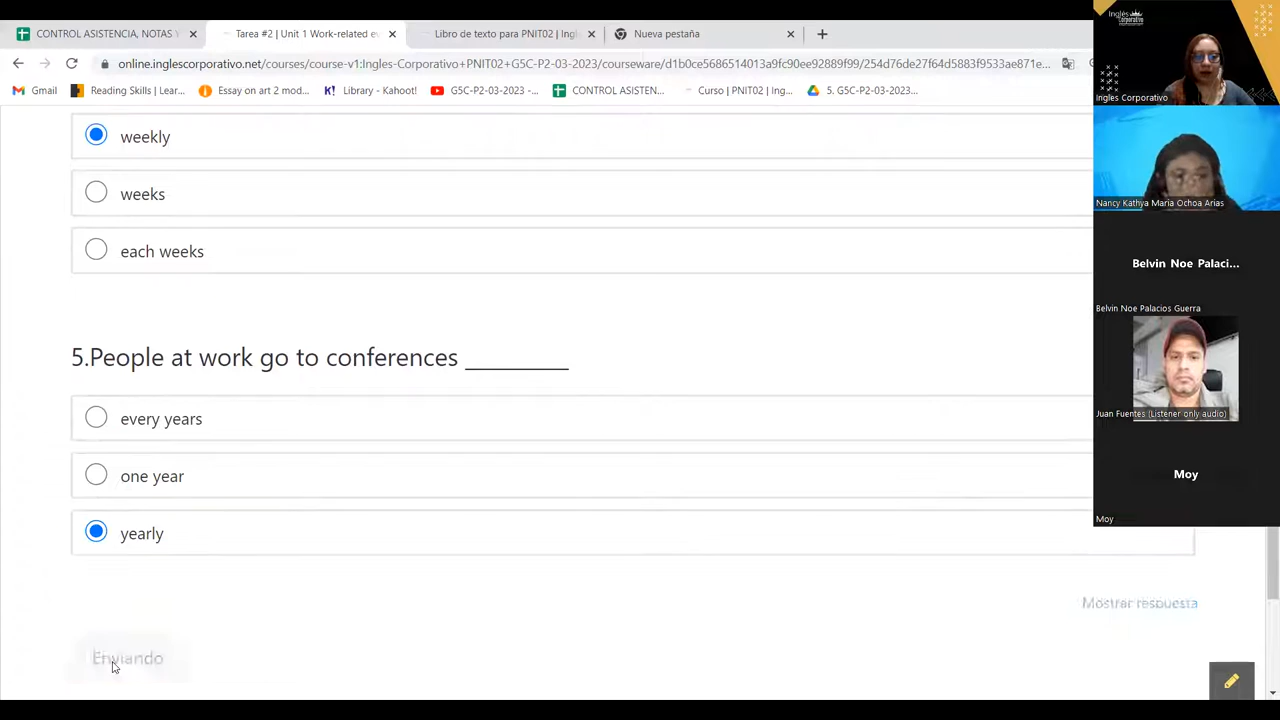 CONTROL ASISTENCIA, NOTAS Y
Tarea #2 | Unit 1 Work-related ev
Libro de texto para PNIT02 | Ingl
Nueva pestaña
online.inglescorporativo.net/courses/course-v1:Ingles-Corporativo+PNIT02+G5C-P2-03-2023/courseware/d1b0ce5686514013a9fc90ee92889f99/254d76de27f64d5883f9533ae871e...
Gmail
Reading Skills | Lear...
Essay on art 2 mod...
Library - Kahoot!
G5C-P2-03-2023 -...
CONTROL ASISTEN...
Curso | PNIT02 | Ing...
5. G5C-P2-03-2023...
weekly
weeks
each weeks
5.People at work go to conferences _________
every years
one year
yearly
Mostrar respuesta
Enviando
Inglés
Corporativo
Ingles Corporativo
Nancy Kathya Maria Ochoa Arias
Belvin Noe Palaci...
Belvin Noe Palacios Guerra
Juan Fuentes (Listener only audio)
Moy
Moy